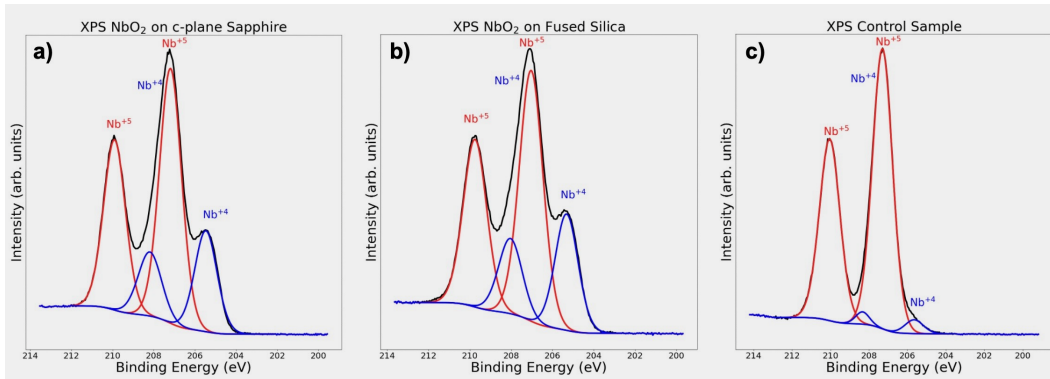 XPS NbO₂ on c-plane Sapphire
a)
Nb⁺⁵
Nb⁺⁴
Nb⁺⁵
Nb⁺⁴
Intensity (arb. units)
214 212 210 208 206 204 202 200
Binding Energy (eV)
XPS NbO₂ on Fused Silica
b)
Nb⁺⁵
Nb⁺⁴
Nb⁺⁵
Nb⁺⁴
Intensity (arb. units)
214 212 210 208 206 204 202 200
Binding Energy (eV)
XPS Control Sample
c)
Nb⁺⁵
Nb⁺⁴
Nb⁺⁵
Nb⁺⁴
Intensity (arb. units)
214 212 210 208 206 204 202 200
Binding Energy (eV)